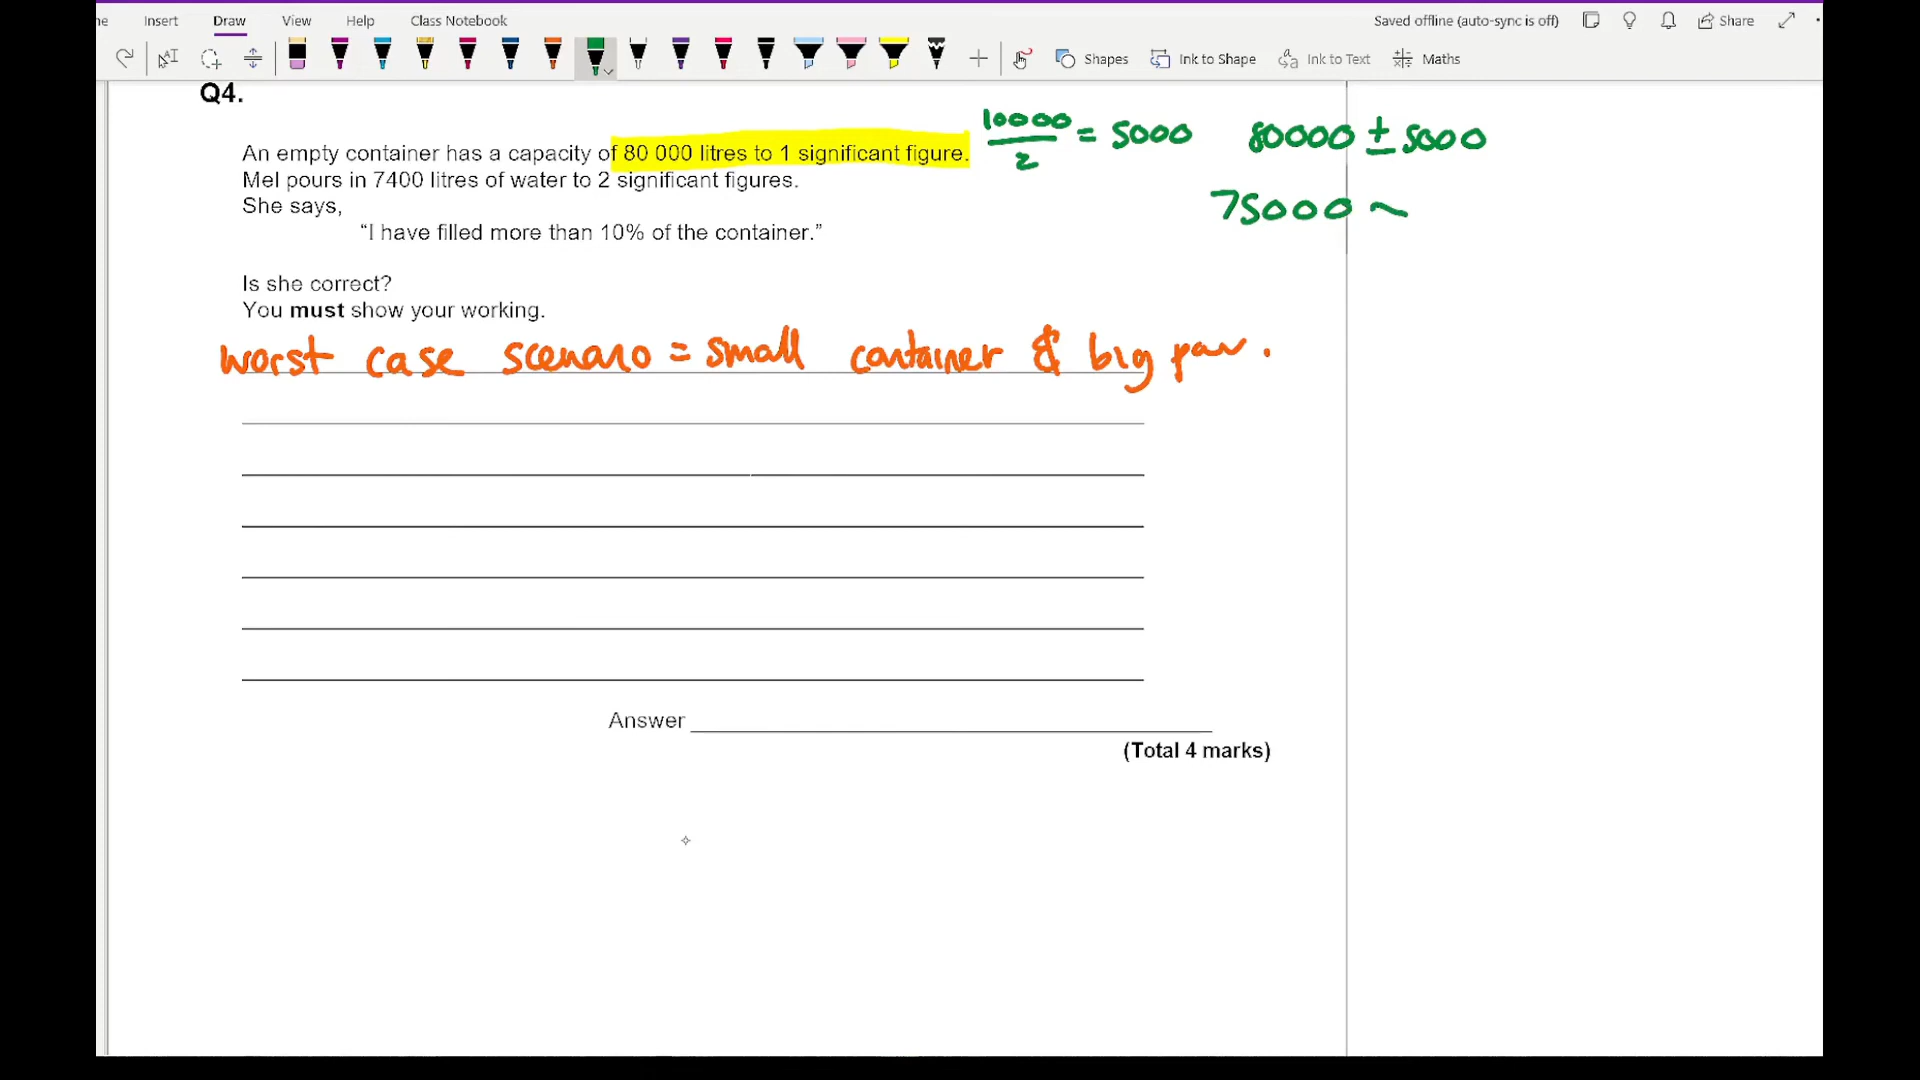 Insert Draw View Help Class Notebook Saved offline (auto-sync is off) Share
Shapes Ink to Shape Ink to Text Maths
Q4.
An empty container has a capacity of 80 000 litres to 1 significant figure.
Mel pours in 7400 litres of water to 2 significant figures.
She says,
“I have filled more than 10% of the container.”
10000/2 = 5000 80000 ± 5000
75000 ~
Is she correct?
You must show your working.
worst case scenaro = small container & big pour.
Answer
(Total 4 marks)